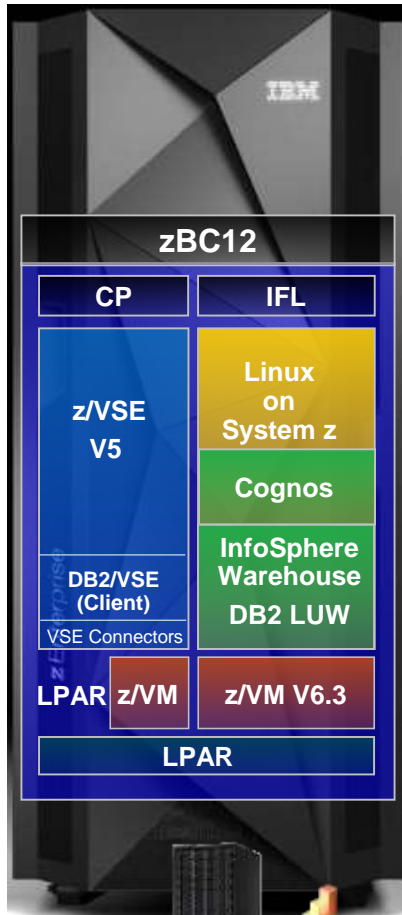 IBM
zBC12
CP
IFL
z/VSE
V5
DB2/VSE
(Client)
VSE Connectors
Linux
on
System z
Cognos
InfoSphere
Warehouse
DB2 LUW
zEnterprise
LPAR
z/VM
z/VM V6.3
LPAR